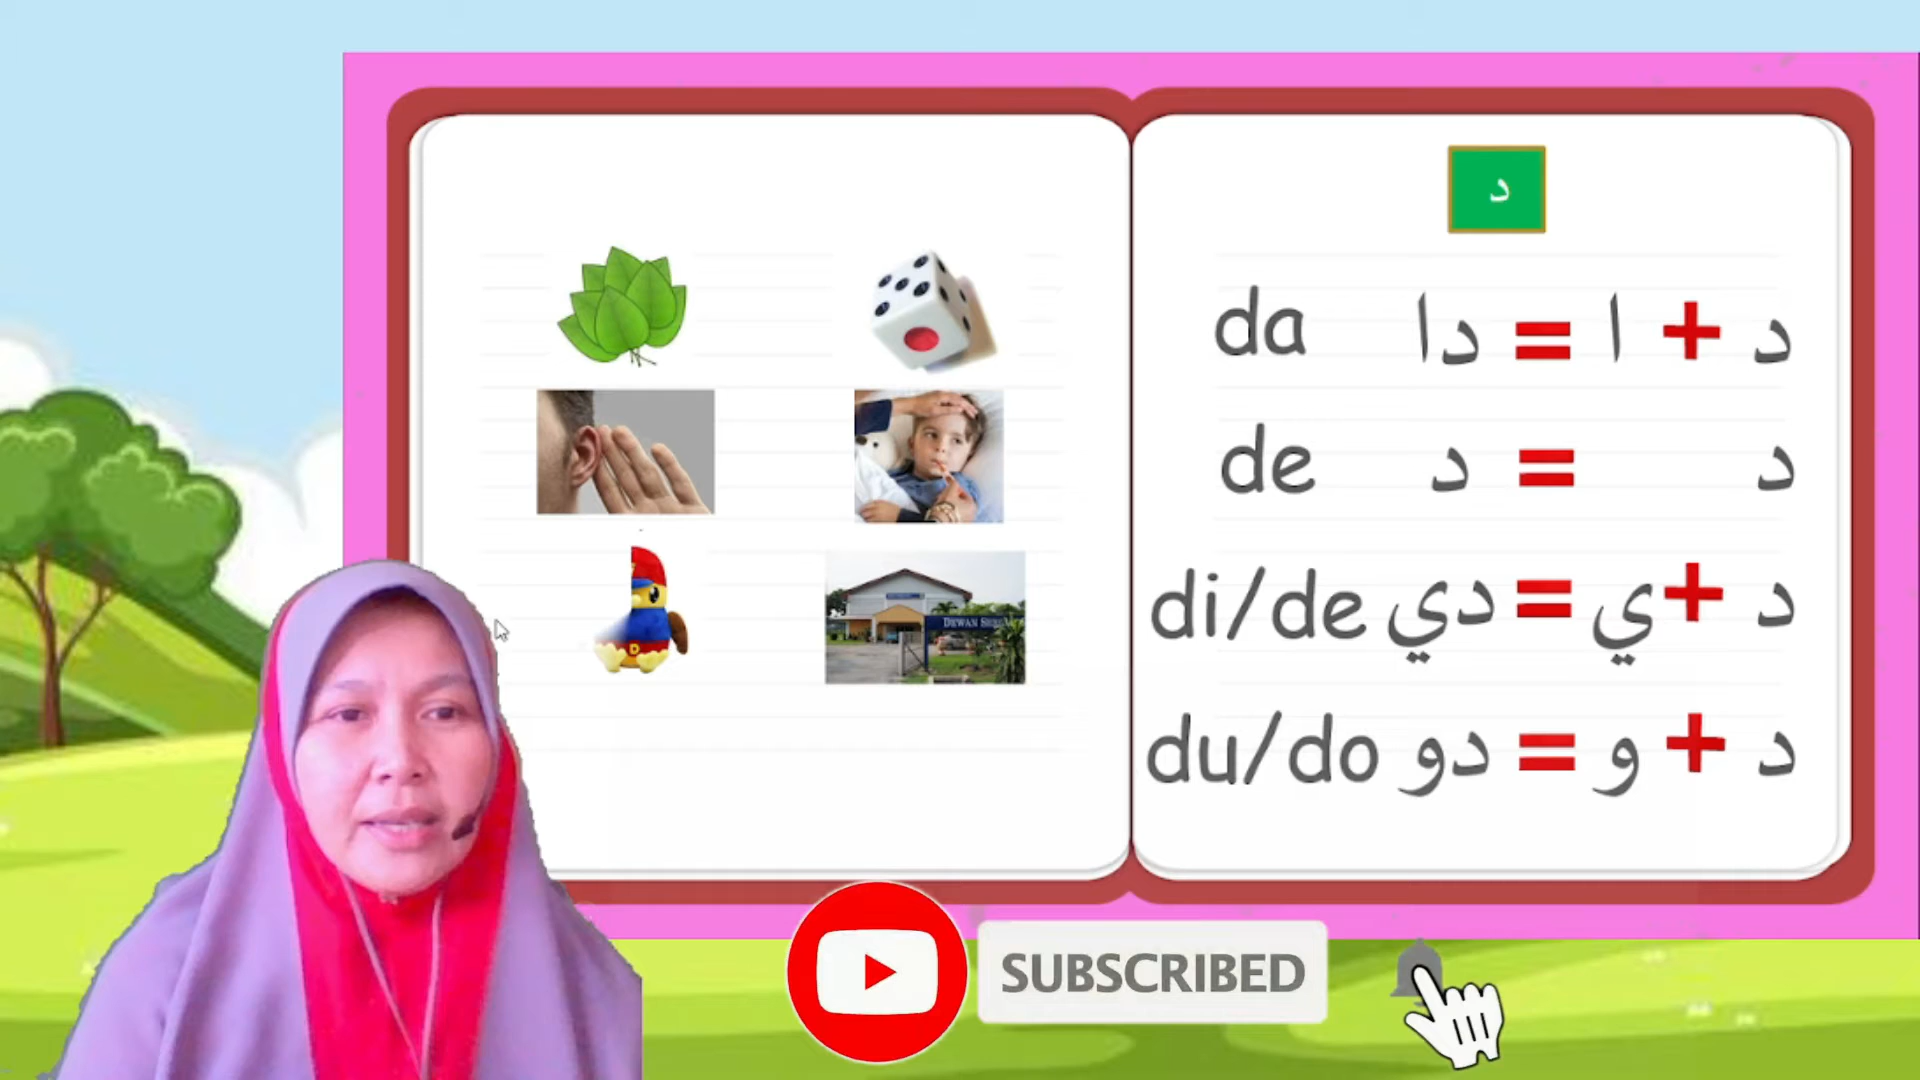 د
da دا = ا + د
de د = د
di/de دي = ي + د
du/do دو = و + د
D
SUBSCRIBED